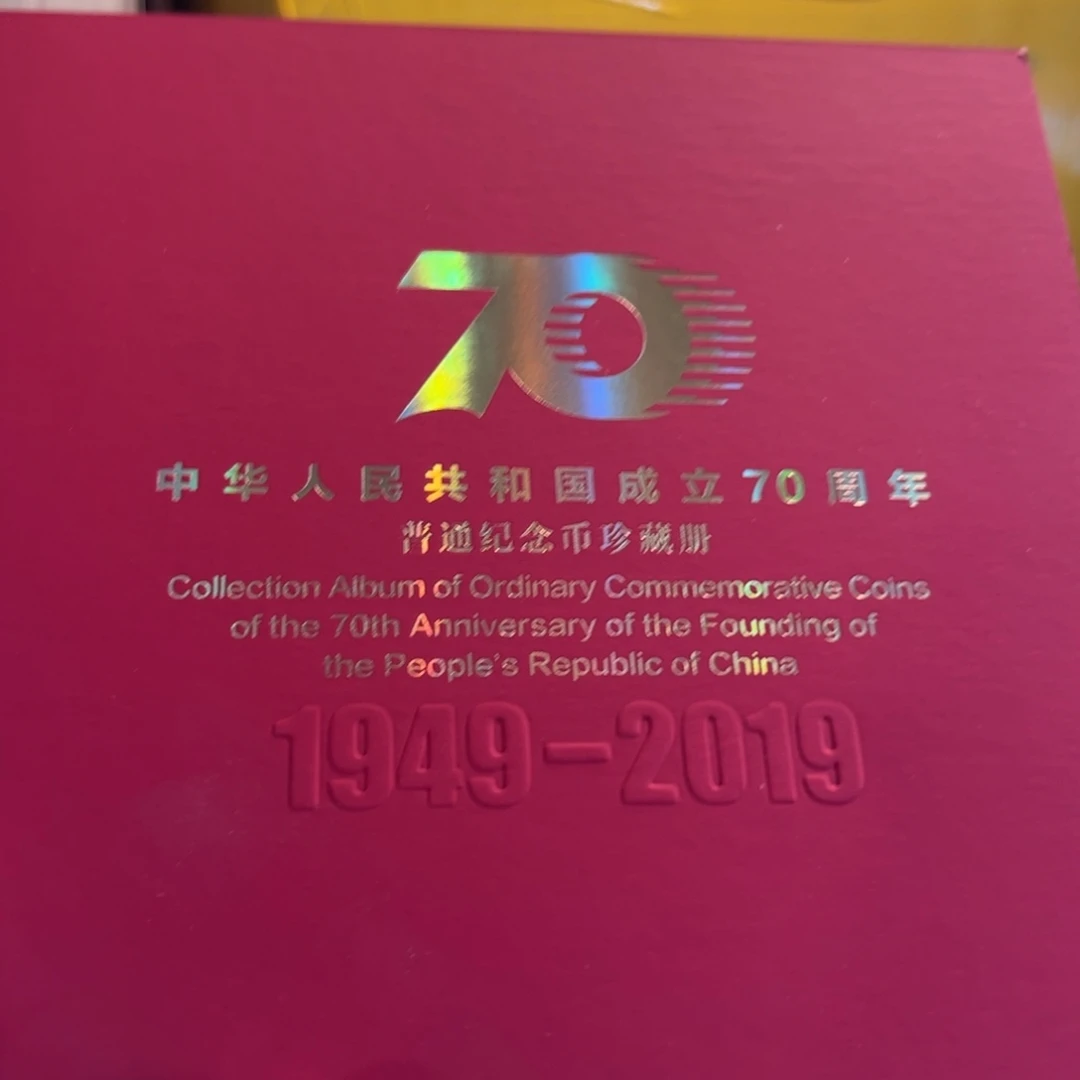 70
中华人民共和国成立70周年
普通纪念币珍藏册
Collection Album of Ordinary Commemorative Coins
of the 70th Anniversary of the Founding of
the People's Republic of China
1949-2019